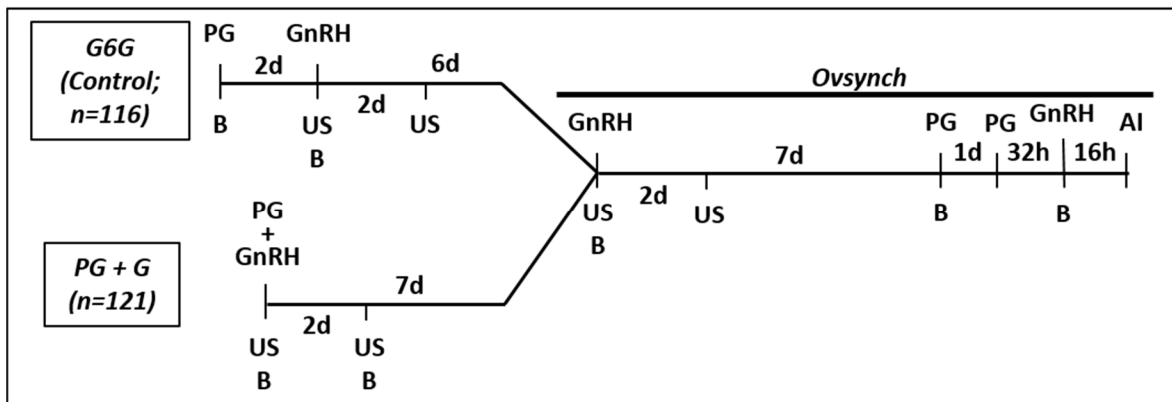 G6G
(Control;
n=116)
PG GnRH
2d 6d
2d
B US US
B
Ovsynch
GnRH PG PG GnRH AI
7d 1d 32h 16h
2d
US US B B
B
PG + G
(n=121)
PG
+
GnRH
7d
2d
US US
B B